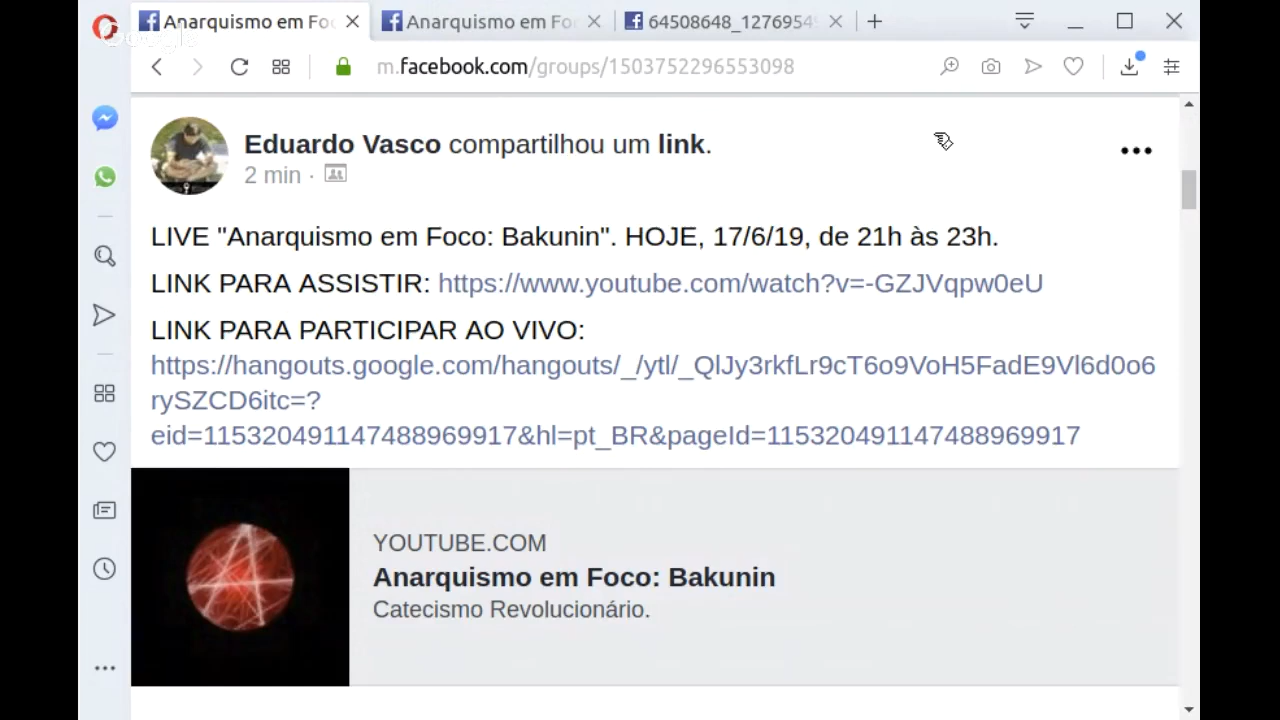 Anarquismo em Foc
Anarquismo em Foc
64508648_1276954
Google
m.facebook.com/groups/1503752296553098
Eduardo Vasco compartilhou um link.
2 min ·
LIVE "Anarquismo em Foco: Bakunin". HOJE, 17/6/19, de 21h às 23h.
LINK PARA ASSISTIR: https://www.youtube.com/watch?v=-GZJVqpw0eU
LINK PARA PARTICIPAR AO VIVO:
https://hangouts.google.com/hangouts/_/ytl/_QlJy3rkfLr9cT6o9VoH5FadE9Vl6d0o6
rySZCD6itc=?
eid=115320491147488969917&hl=pt_BR&pageId=115320491147488969917
YOUTUBE.COM
Anarquismo em Foco: Bakunin
Catecismo Revolucionário.